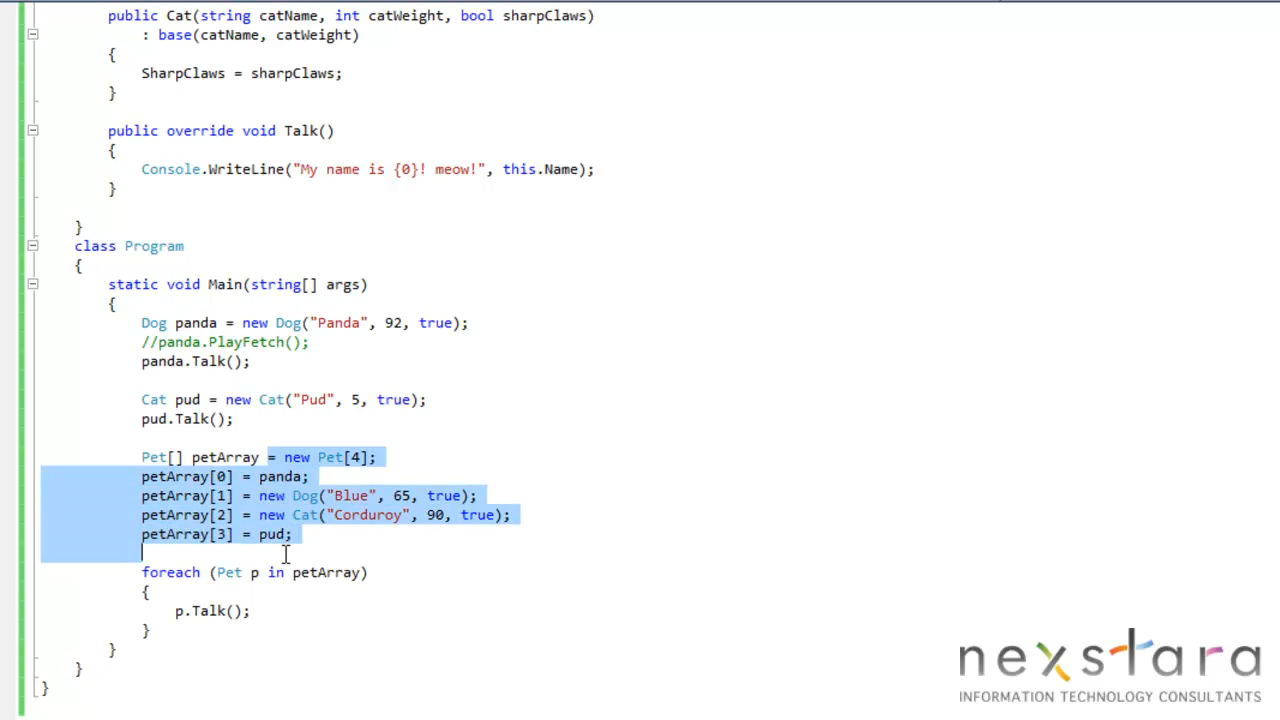 public Cat(string catName, int catWeight, bool sharpClaws)
: base(catName, catWeight)
{
SharpClaws = sharpClaws;
}
public override void Talk()
{
Console.WriteLine("My name is {0}! meow!", this.Name);
}
}
class Program
{
static void Main(string[] args)
{
Dog panda = new Dog("Panda", 92, true);
//panda.PlayFetch();
panda.Talk();
Cat pud = new Cat("Pud", 5, true);
pud.Talk();
Pet[] petArray = new Pet[4];
petArray[0] = panda;
petArray[1] = new Dog("Blue", 65, true);
petArray[2] = new Cat("Corduroy", 90, true);
petArray[3] = pud;
foreach (Pet p in petArray)
{
p.Talk();
}
}
}
}
nexstara
INFORMATION TECHNOLOGY CONSULTANTS